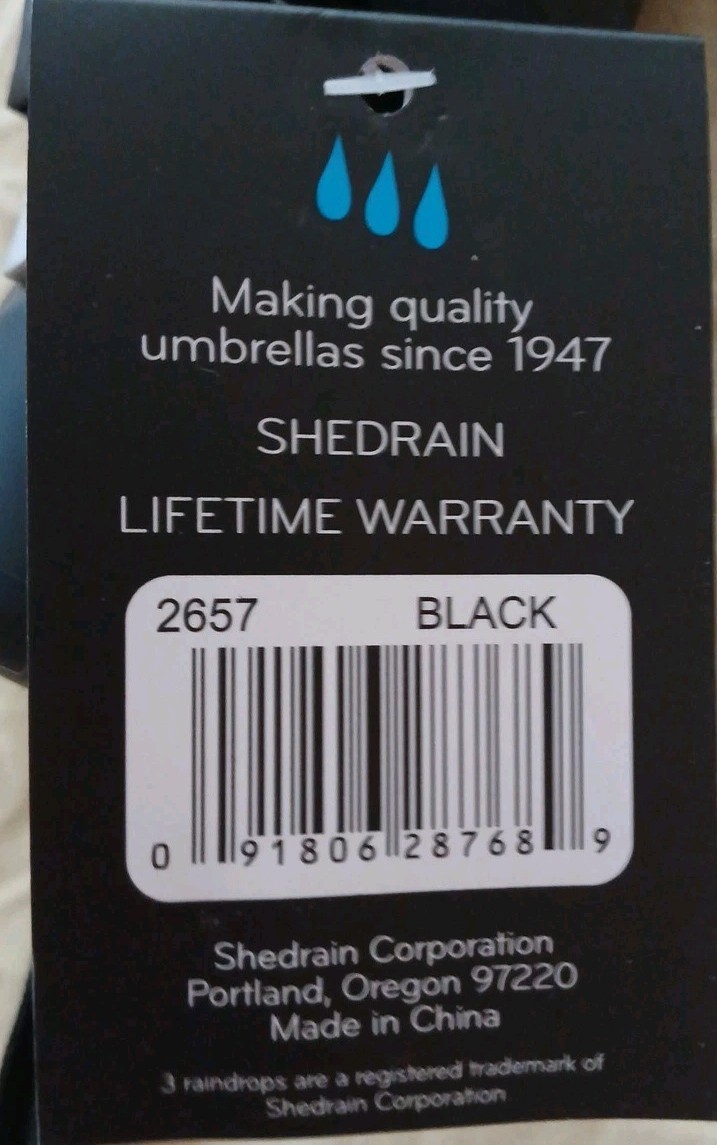 Making quality
umbrellas since 1947
SHEDRAIN
LIFETIME WARRANTY
2657 BLACK
0 91806 28768 9
Shedrain Corporation
Portland, Oregon 97220
Made in China
3 raindrops are a registered trademark of
Shedrain Corporation